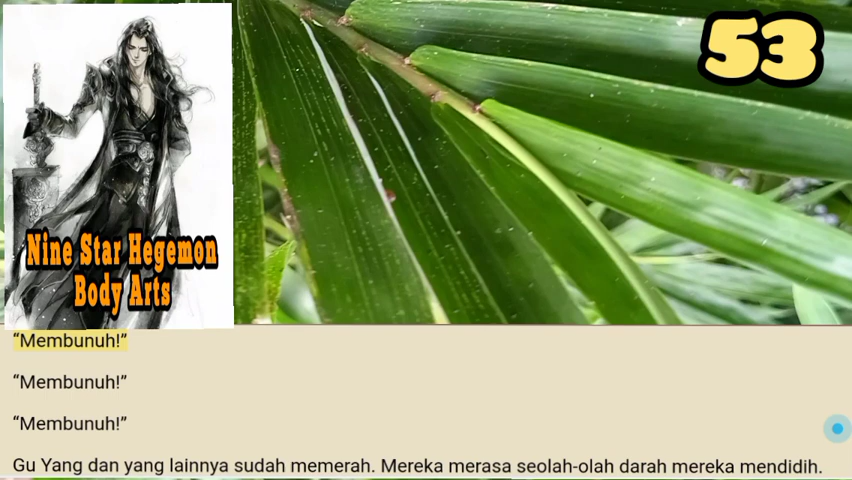 53
Nine Star Hegemon
Body Arts
“Membunuh!”
“Membunuh!”
“Membunuh!”
Gu Yang dan yang lainnya sudah memerah. Mereka merasa seolah-olah darah mereka mendidih.